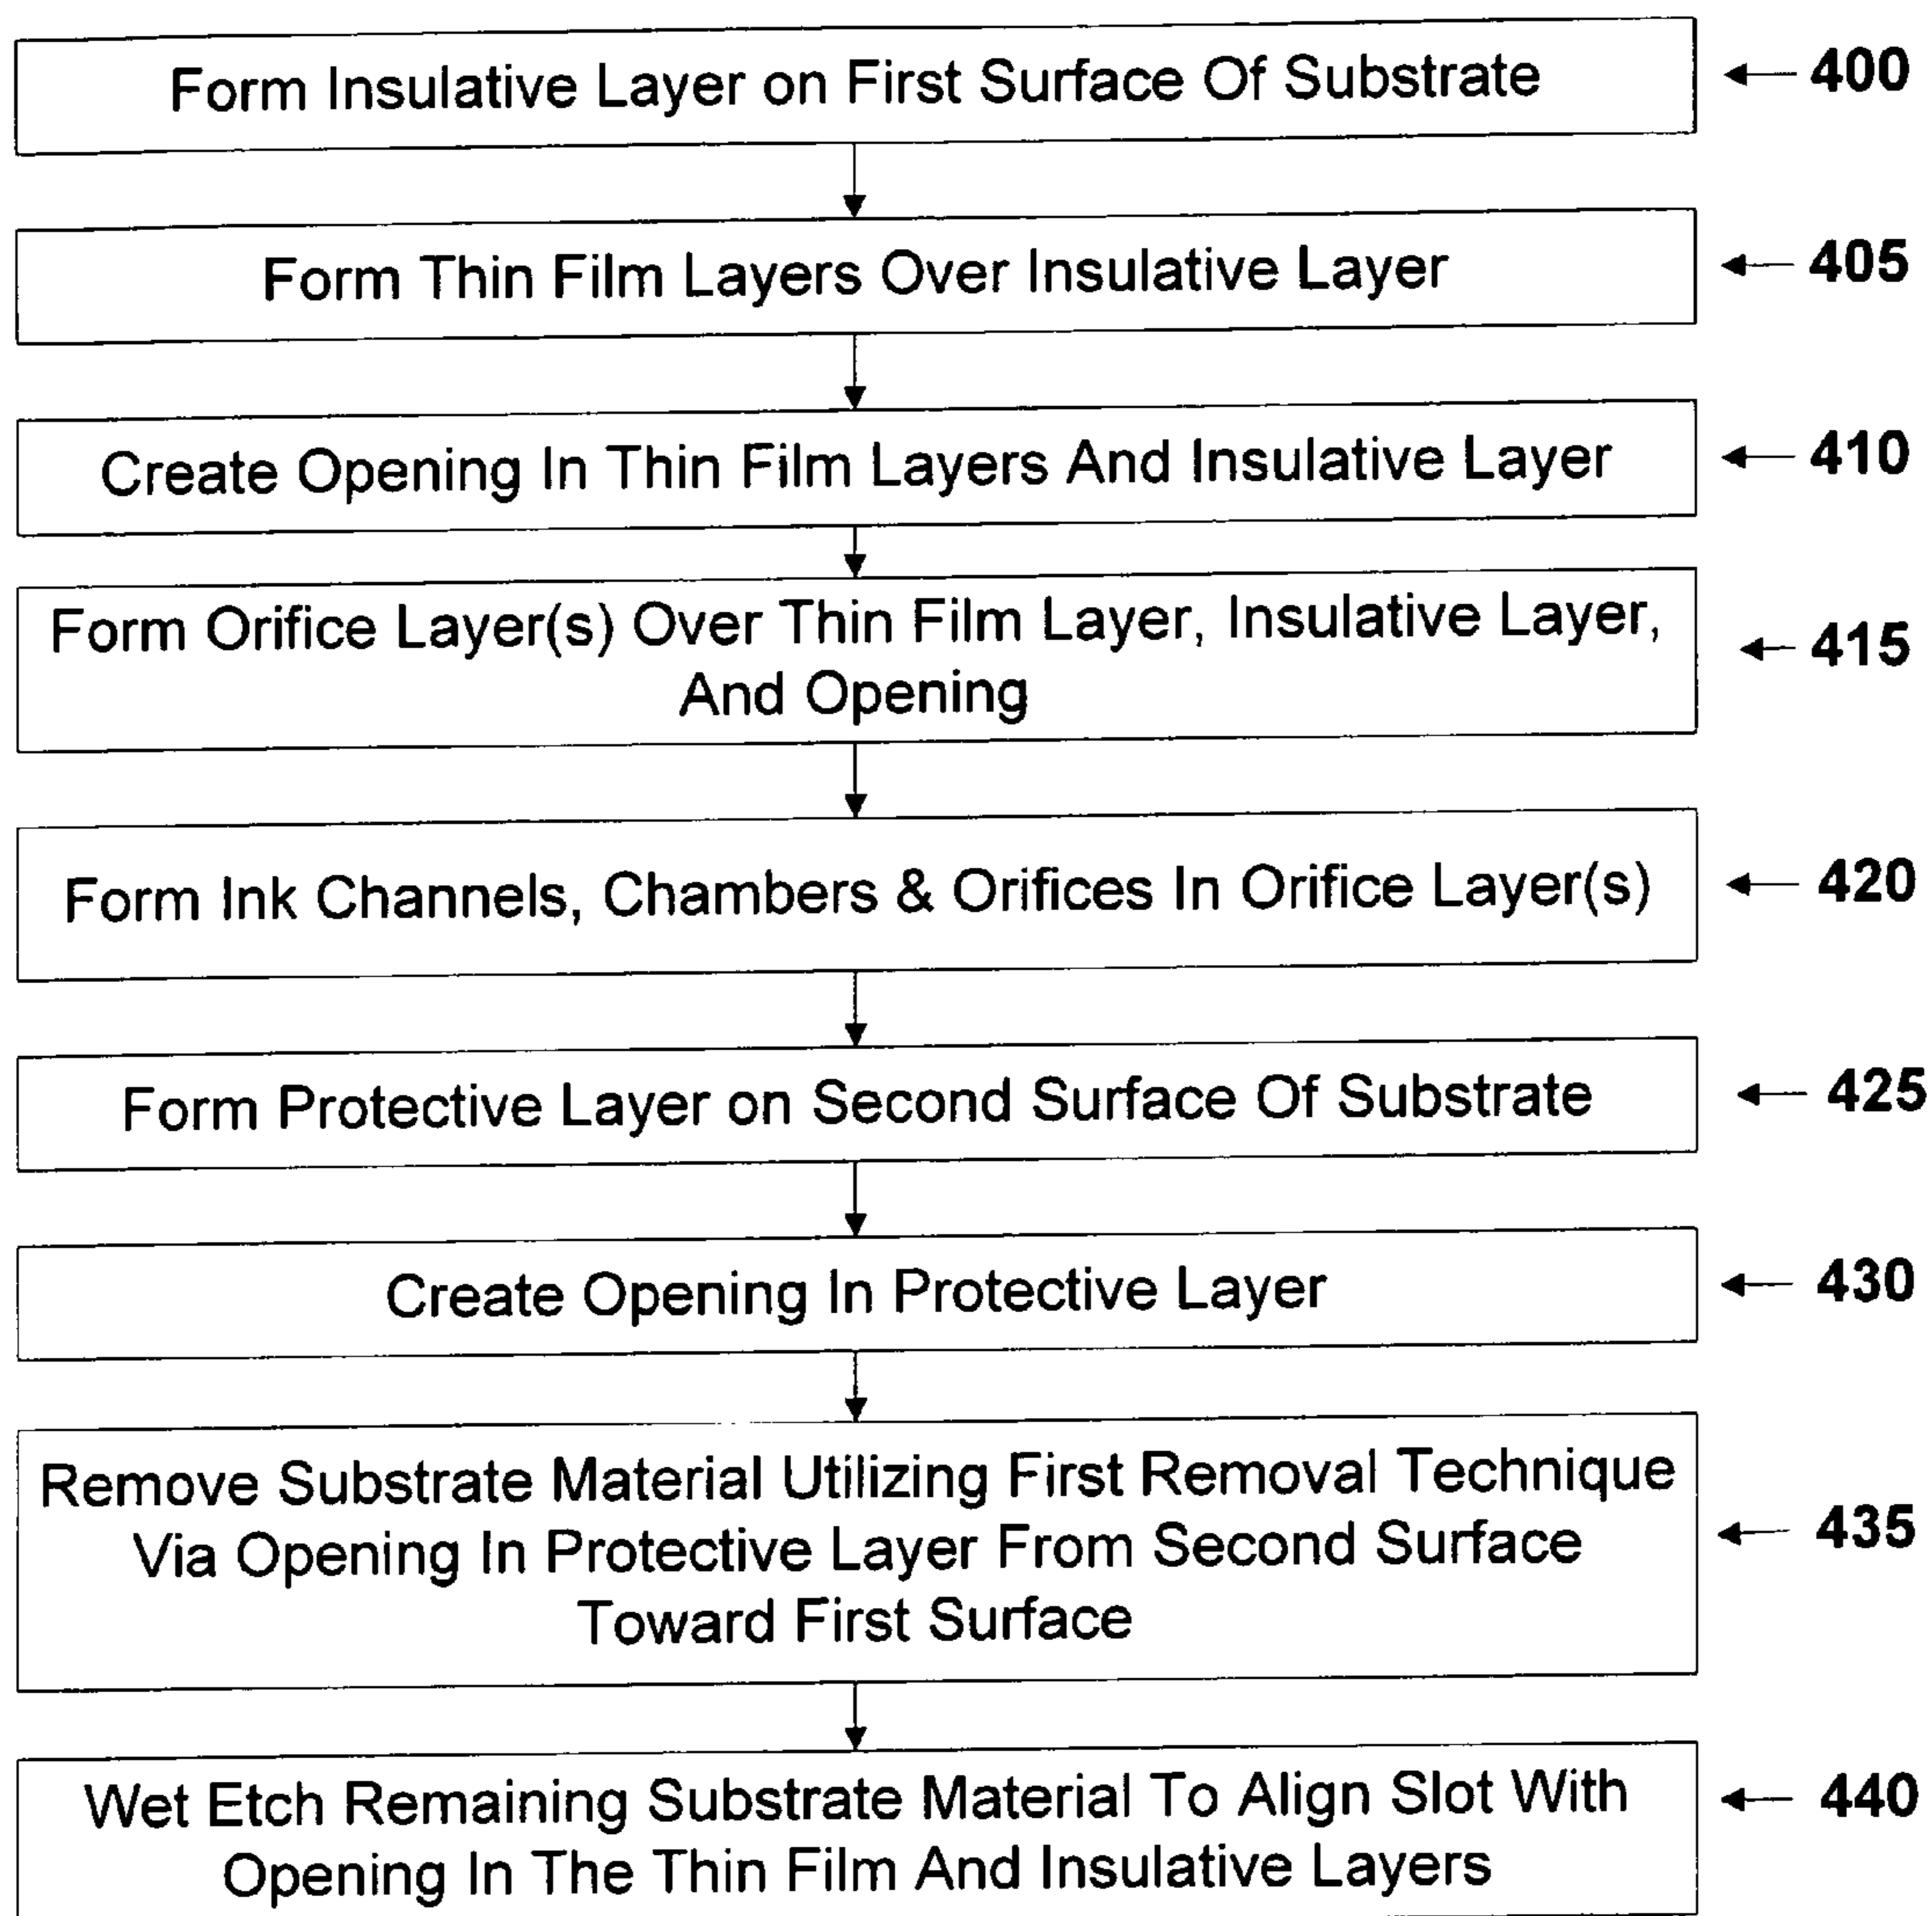 Form Insulative Layer on First Surface Of Substrate
400
Form Thin Film Layers Over Insulative Layer
405
Create Opening In Thin Film Layers And Insulative Layer
410
Form Orifice Layer(s) Over Thin Film Layer, Insulative Layer,
And Opening
415
Form Ink Channels, Chambers & Orifices In Orifice Layer(s)
420
Form Protective Layer on Second Surface Of Substrate
425
Create Opening In Protective Layer
430
Remove Substrate Material Utilizing First Removal Technique
Via Opening In Protective Layer From Second Surface
Toward First Surface
435
Wet Etch Remaining Substrate Material To Align Slot With
Opening In The Thin Film And Insulative Layers
440